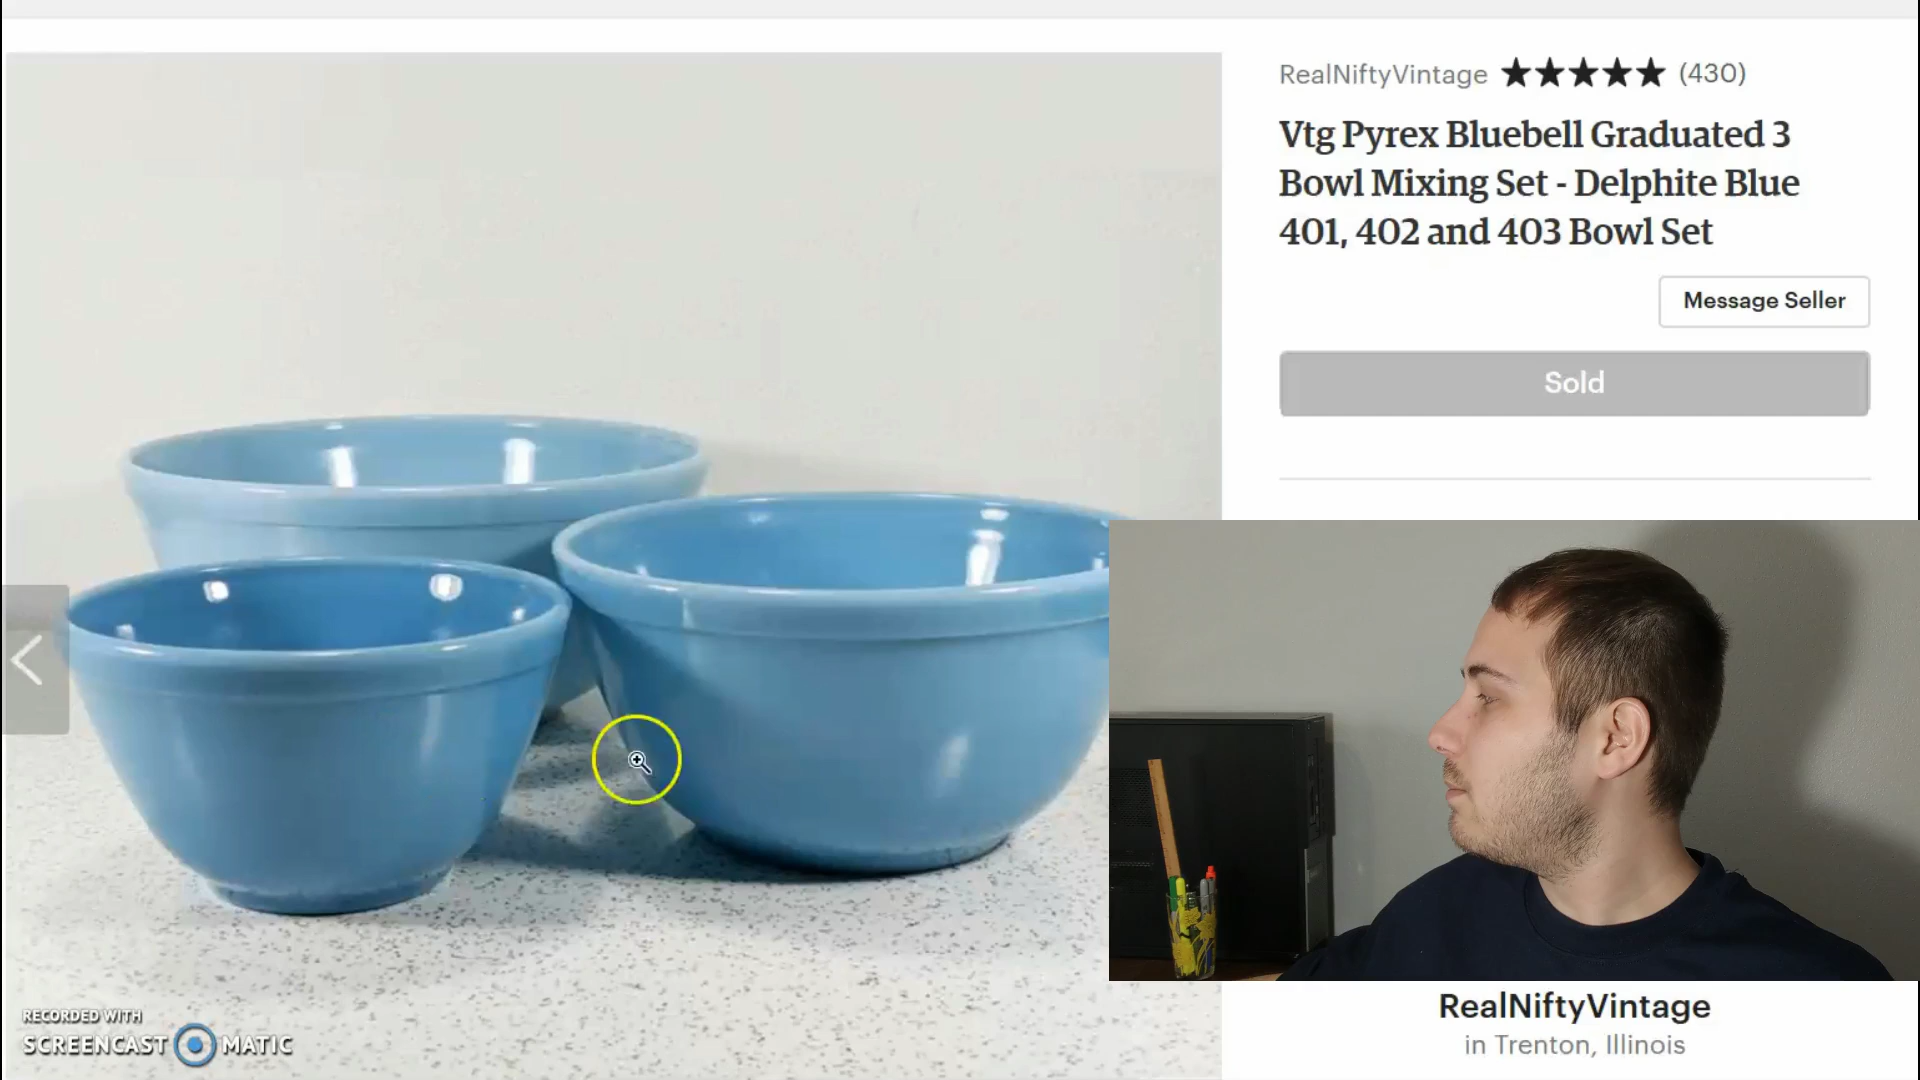 RealNiftyVintage ★★★★★ (430)
Vtg Pyrex Bluebell Graduated 3
Bowl Mixing Set - Delphite Blue
401, 402 and 403 Bowl Set
Message Seller
Sold
RealNiftyVintage
in Trenton, Illinois
RECORDED WITH
SCREENCAST MATIC